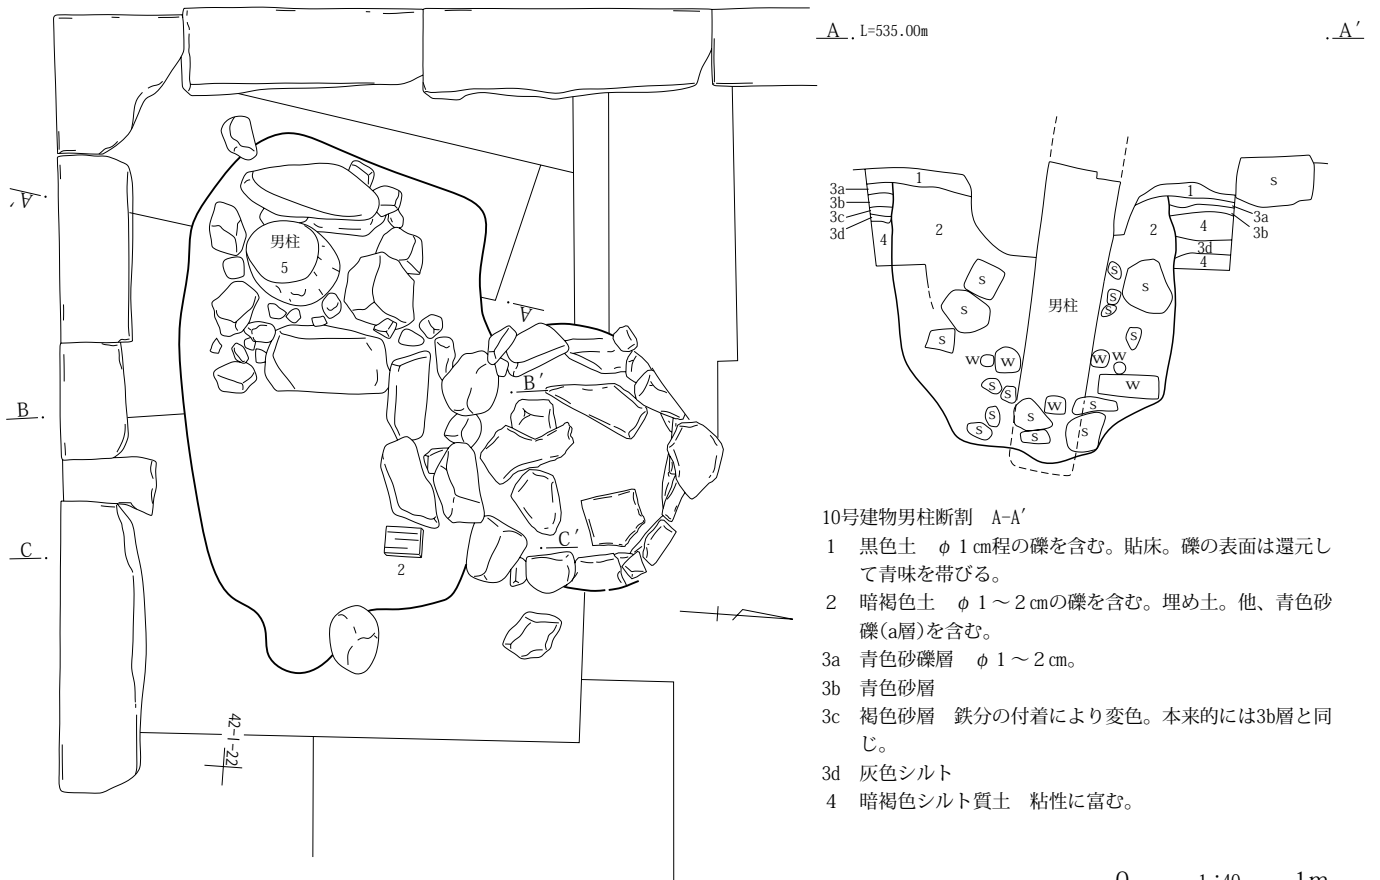 A′
男柱
5
A
B′
B
C′
C
2
42-1-22
A L=535.00m A′
1
1
S
3a
3b
3c
3d
4
2
2
4
3d
4
3a
3b
S
S
S
S
S
S
S
男柱
W
W
W
W
W
S
S
S
S
S
S
W
S
S
10号建物男柱断割 A-A′
1 黒色土 φ1㎝程の礫を含む。貼床。礫の表面は還元し
て青味を帯びる。
2 暗褐色土 φ1～2㎝の礫を含む。埋め土。他、青色砂
礫(a層)を含む。
3a 青色砂礫層 φ1～2㎝。
3b 青色砂層
3c 褐色砂層 鉄分の付着により変色。本来的には3b層と同
じ。
3d 灰色シルト
4 暗褐色シルト質土 粘性に富む。
0 1:40 1m